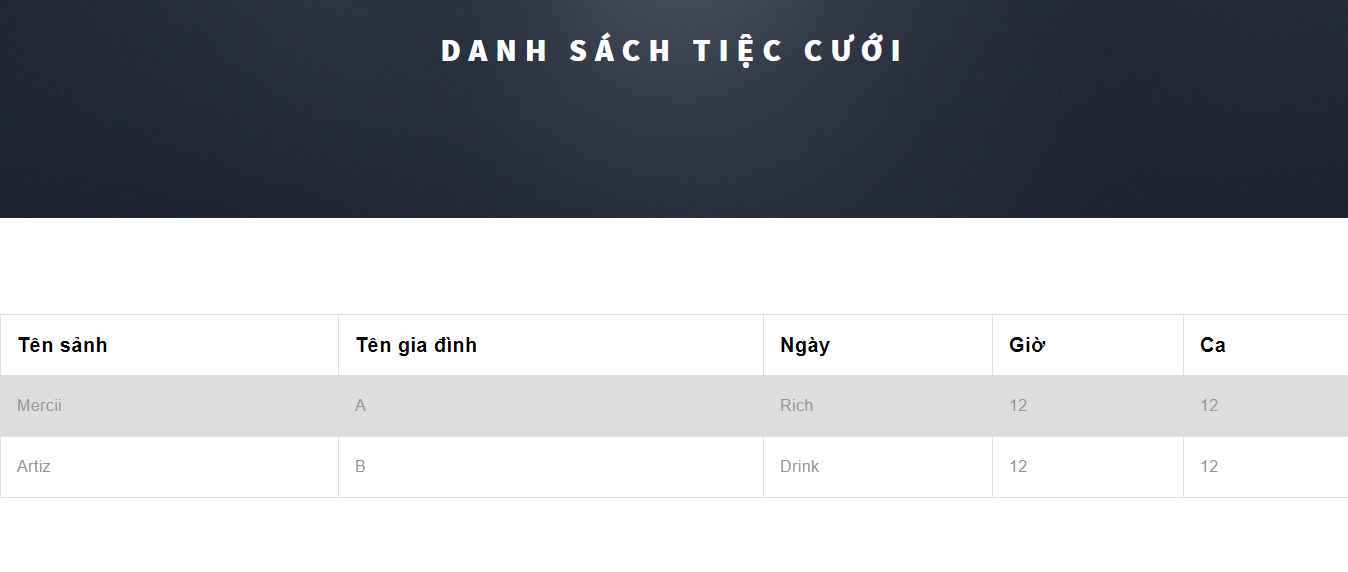 DANH SÁCH TIỆC CƯỚI
Tên sảnh Tên gia đình Ngày Giờ Ca
Mercii A Rich 12 12
Artiz B Drink 12 12